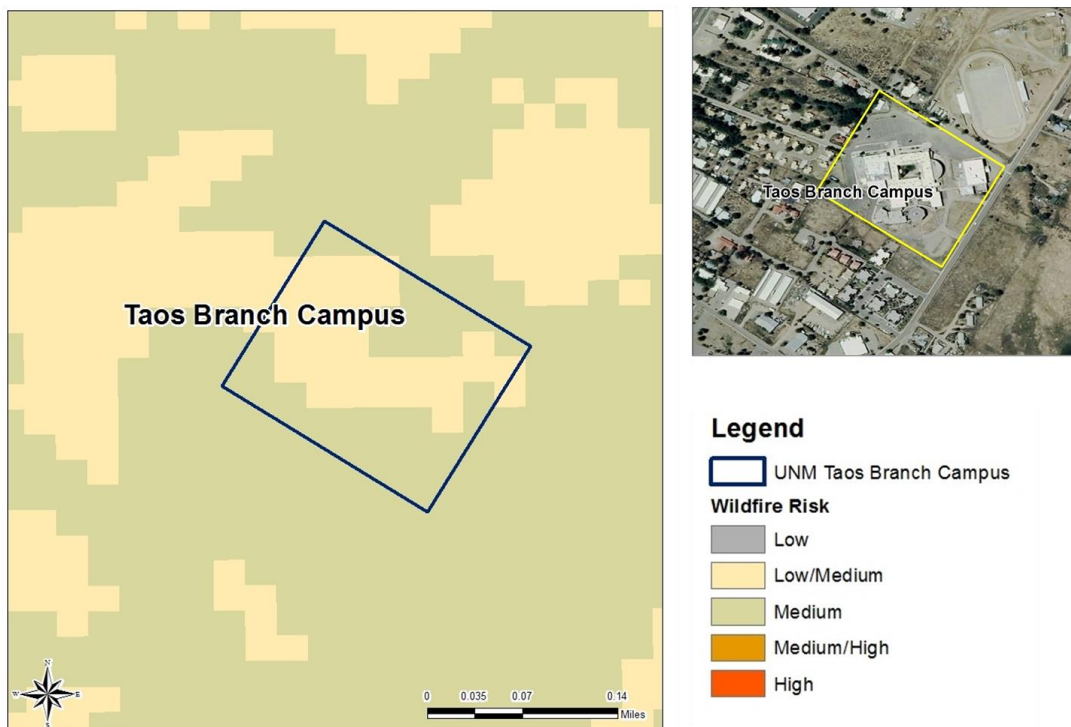 Taos Branch Campus
Taos Branch Campus
N
W E
S
0 0.035 0.07 0.14
Miles
Legend
UNM Taos Branch Campus
Wildfire Risk
Low
Low/Medium
Medium
Medium/High
High